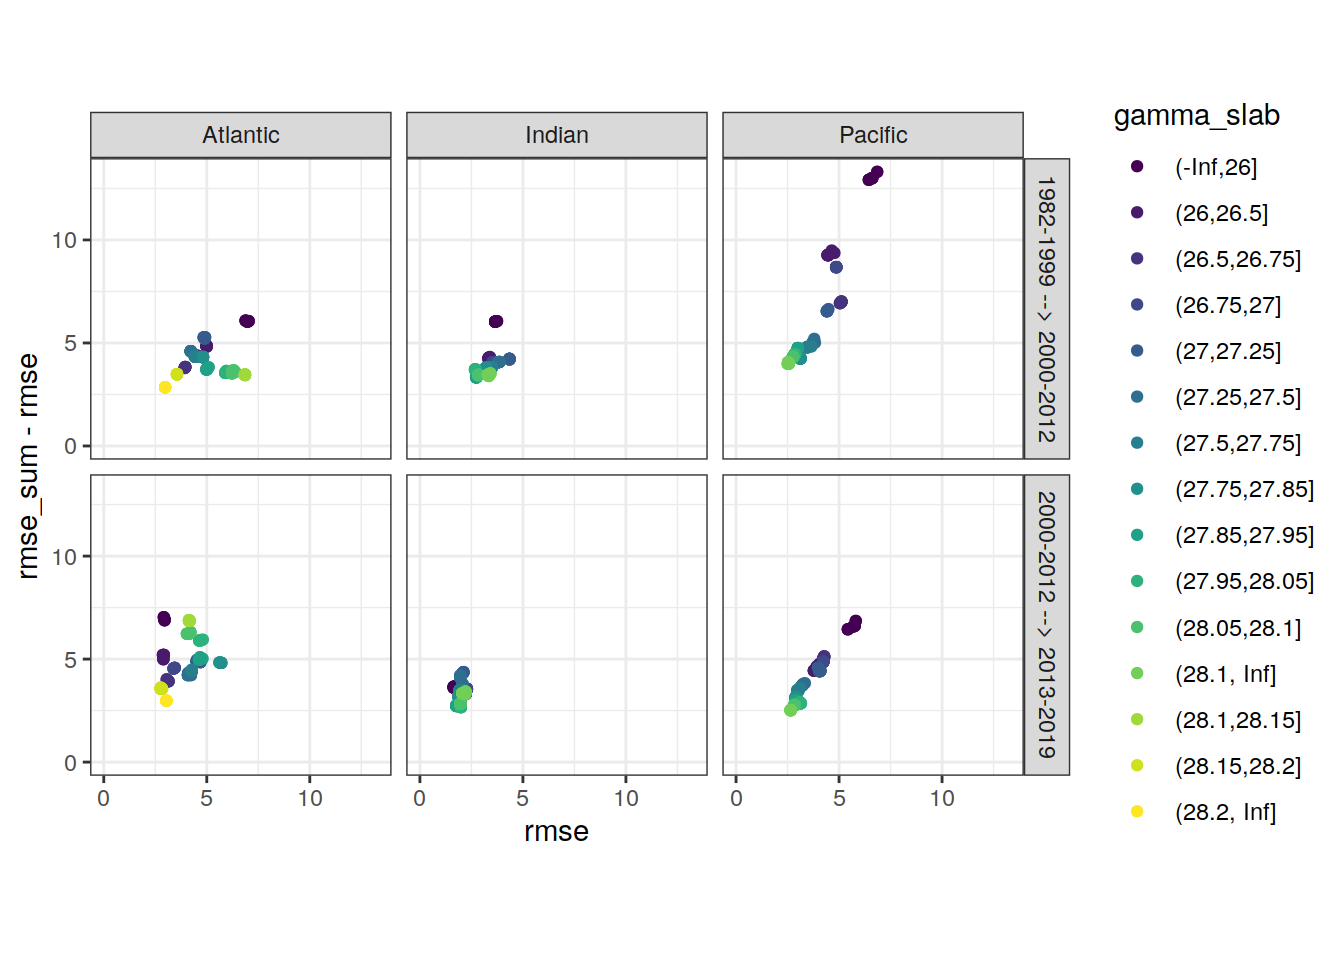 Atlantic
Indian
Pacific
1982-1999 --> 2000-2012
2000-2012 --> 2013-2019
rmse_sum - rmse
10
5
0
10
5
0
0
5
10
0
5
10
0
5
10
rmse
gamma_slab
(-Inf,26]
(26,26.5]
(26.5,26.75]
(26.75,27]
(27,27.25]
(27.25,27.5]
(27.5,27.75]
(27.75,27.85]
(27.85,27.95]
(27.95,28.05]
(28.05,28.1]
(28.1, Inf]
(28.1,28.15]
(28.15,28.2]
(28.2, Inf]